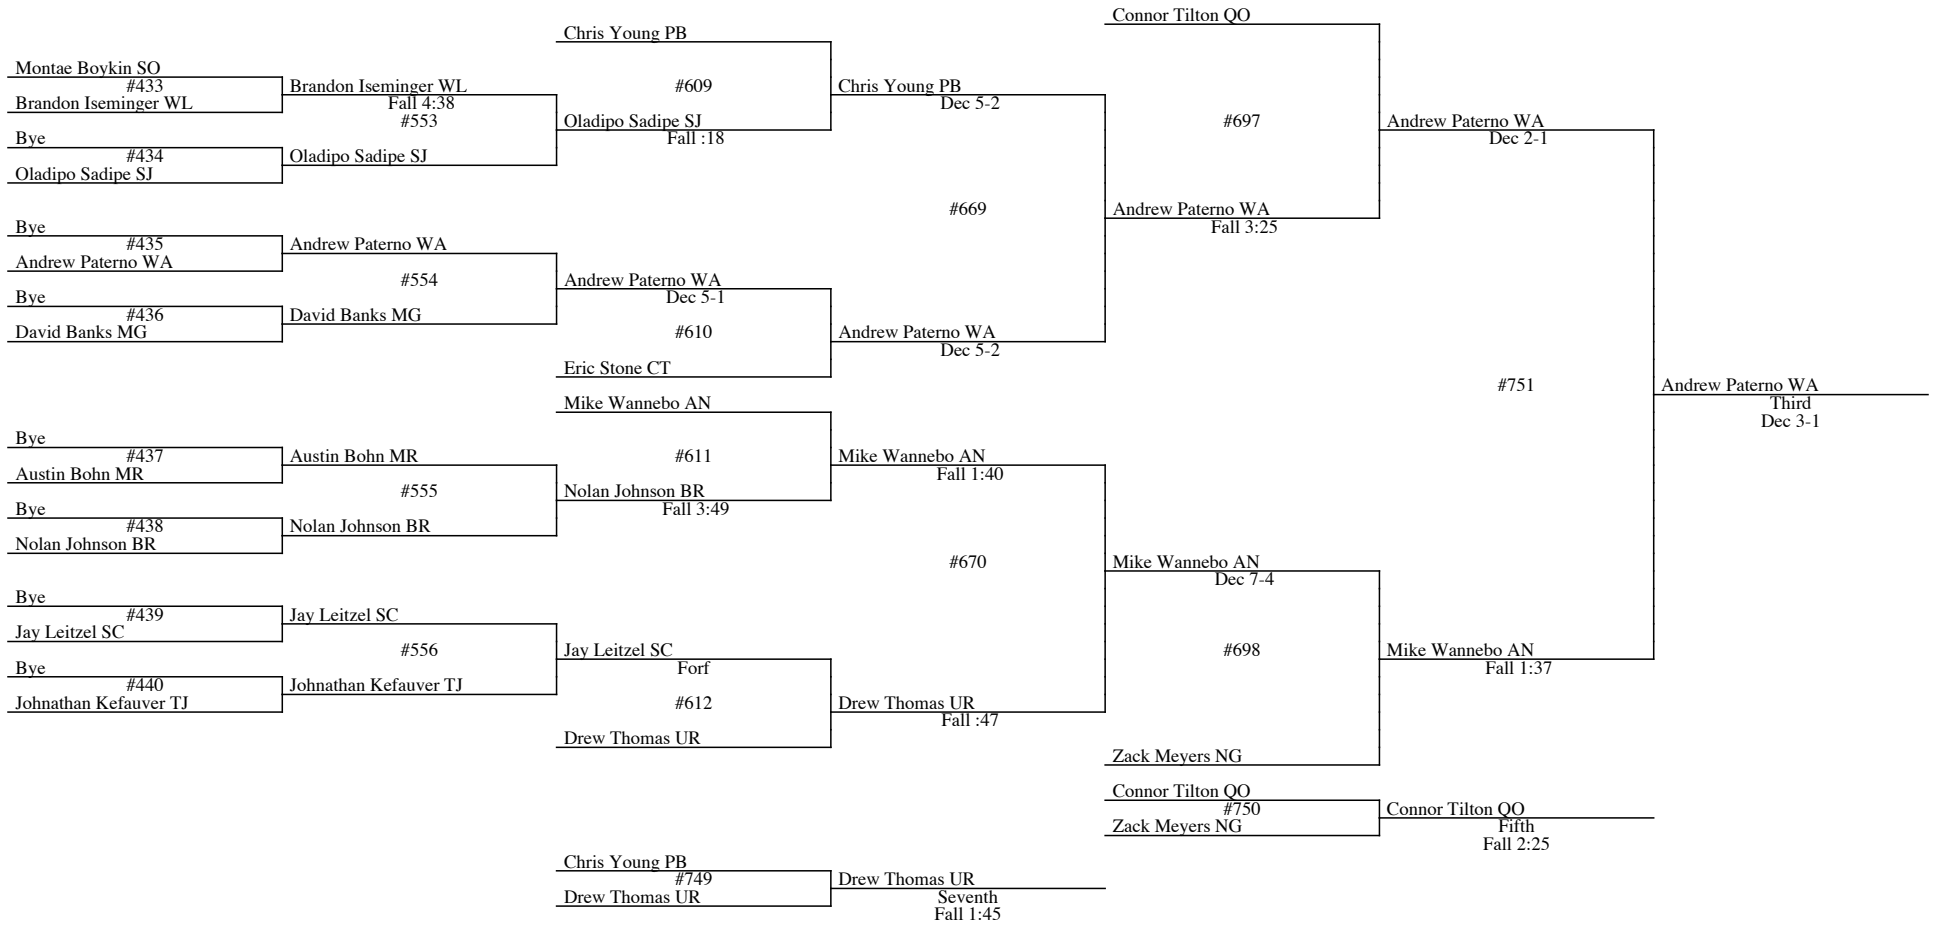 Connor Tilton QO
Chris Young PB
Montae Boykin SO
#433
Brandon Iseminger WL
#609
Chris Young PB
Brandon Iseminger WL
Fall 4:38
Dec 5-2
#553
Oladipo Sadipe SJ
#697
Andrew Paterno WA
Bye
Fall :18
Dec 2-1
#434
Oladipo Sadipe SJ
Oladipo Sadipe SJ
#669
Andrew Paterno WA
Bye
Fall 3:25
#435
Andrew Paterno WA
Andrew Paterno WA
#554
Andrew Paterno WA
Bye
Dec 5-1
#436
David Banks MG
David Banks MG
#610
Andrew Paterno WA
Dec 5-2
Eric Stone CT
#751
Andrew Paterno WA
Mike Wannebo AN
Third
Dec 3-1
Bye
#437
Austin Bohn MR
#611
Mike Wannebo AN
Austin Bohn MR
Fall 1:40
#555
Nolan Johnson BR
Bye
Fall 3:49
#438
Nolan Johnson BR
Nolan Johnson BR
#670
Mike Wannebo AN
Dec 7-4
Bye
#439
Jay Leitzel SC
Jay Leitzel SC
#556
Jay Leitzel SC
#698
Mike Wannebo AN
Bye
Forf
Fall 1:37
#440
Johnathan Kefauver TJ
Johnathan Kefauver TJ
#612
Drew Thomas UR
Fall :47
Drew Thomas UR
Zack Meyers NG
Connor Tilton QO
#750
Connor Tilton QO
Zack Meyers NG
Fifth
Fall 2:25
Chris Young PB
#749
Drew Thomas UR
Drew Thomas UR
Seventh
Fall 1:45